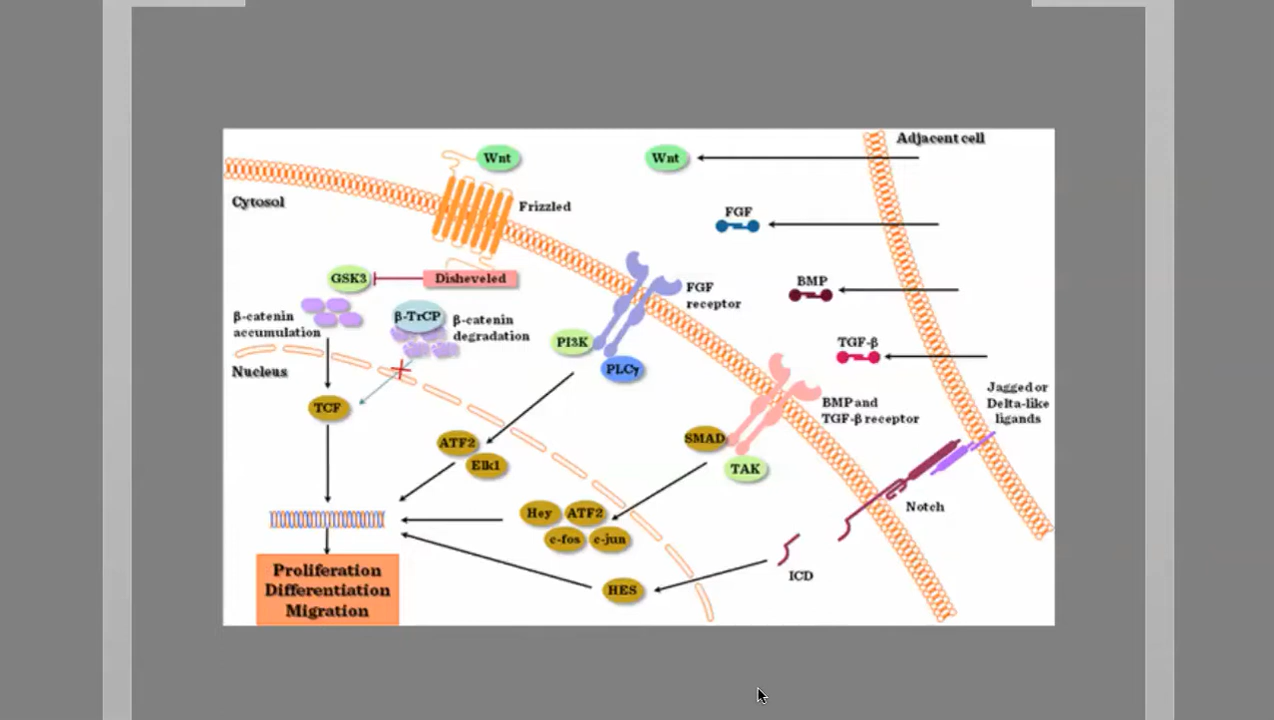 Adjacent cell
Wnt
Wnt
Cytosol
Frizzled
FGF
GSK3
Disheveled
BMP
FGF
receptor
β-catenin
accumulation
β-TrCP
β-catenin
degradation
PI3K
PLCγ
TGF-β
Nucleus
Jagged or
Delta-like
ligands
TCF
BMP and
TGF-β receptor
ATF2
Elk1
SMAD
TAK
Notch
Hey
ATF2
c-fos
c-jun
ICD
HES
Proliferation
Differentiation
Migration